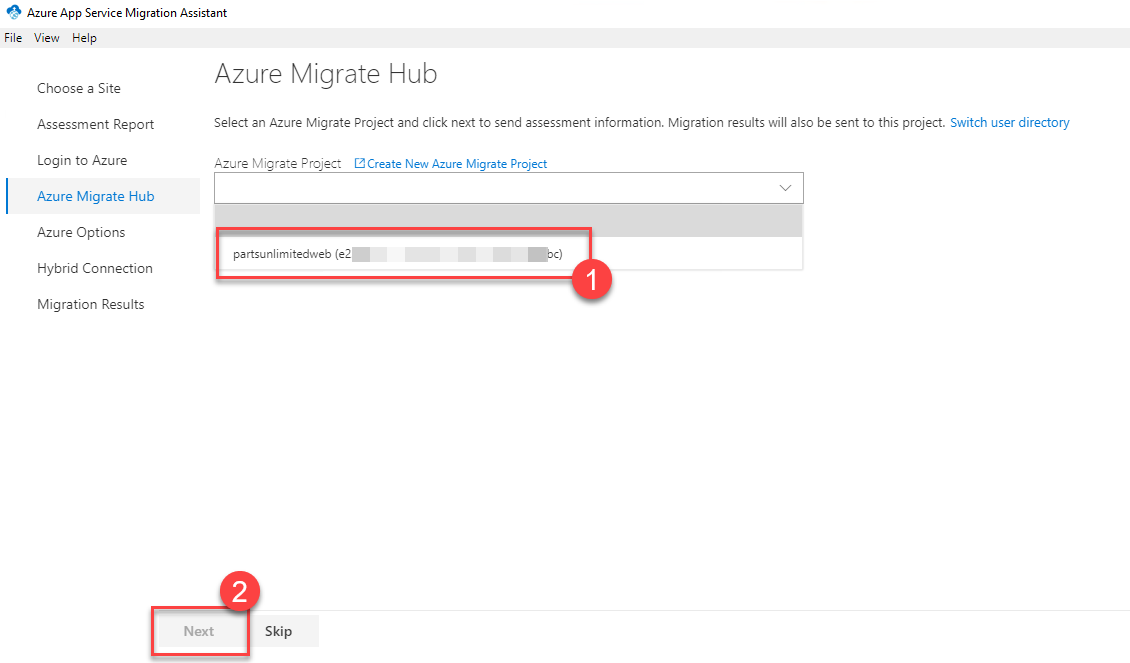 Azure App Service Migration Assistant
File View Help
Choose a Site
Assessment Report
Login to Azure
Azure Migrate Hub
Azure Options
Hybrid Connection
Migration Results
Azure Migrate Hub
Select an Azure Migrate Project and click next to send assessment information. Migration results will also be sent to this project. Switch user directory
Azure Migrate Project Create New Azure Migrate Project
partsunlimitedweb (e2 bc)
1
2
Next Skip